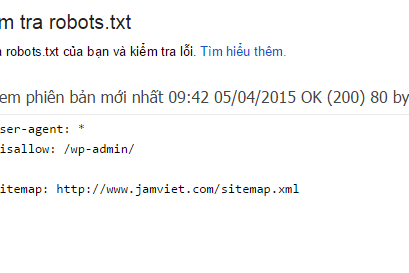 m tra robots.txt
robots.txt của bạn và kiểm tra lỗi. Tìm hiểu thêm.
em phiên bản mới nhất 09:42 05/04/2015 OK (200) 80 by
ser-agent: *
isallow: /wp-admin/
itemap: http://www.jamviet.com/sitemap.xml